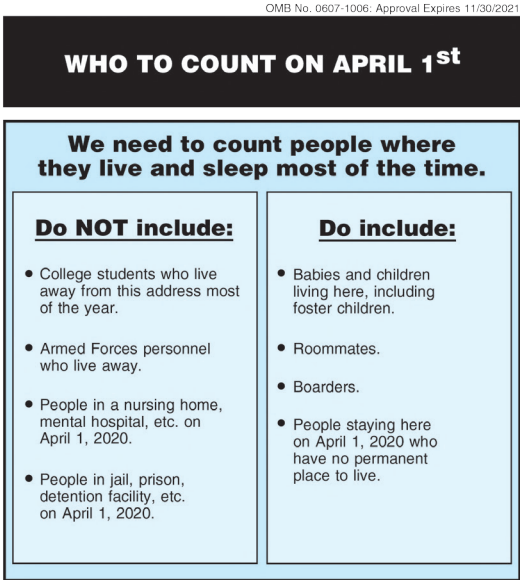 OMB No. 0607-1006: Approval Expires 11/30/2021
WHO TO COUNT ON APRIL 1st
We need to count people where
they live and sleep most of the time.
Do NOT include:
• College students who live
away from this address most
of the year.
• Armed Forces personnel
who live away.
• People in a nursing home,
mental hospital, etc. on
April 1, 2020.
• People in jail, prison,
detention facility, etc.
on April 1, 2020.
Do include:
• Babies and children
living here, including
foster children.
• Roommates.
• Boarders.
• People staying here
on April 1, 2020 who
have no permanent
place to live.